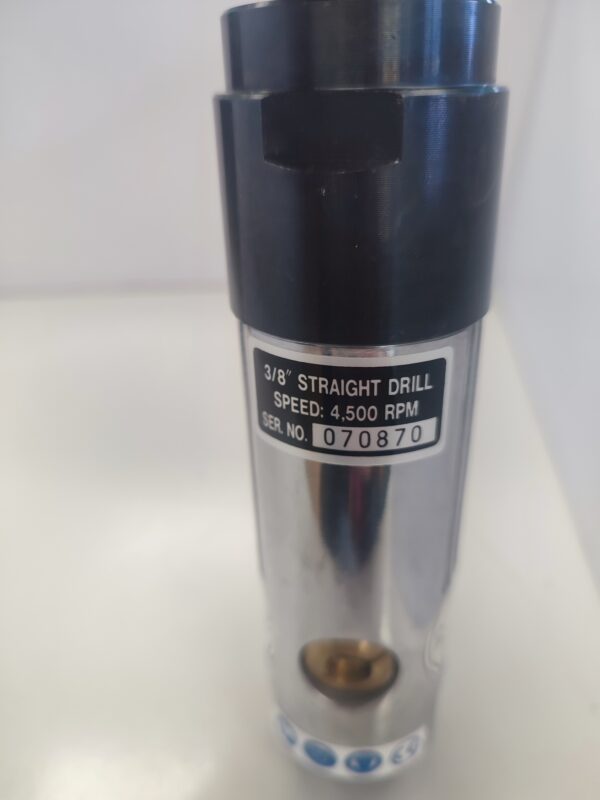 3/8" STRAIGHT DRILL
SPEED: 4,500 RPM
SER. NO. 070870